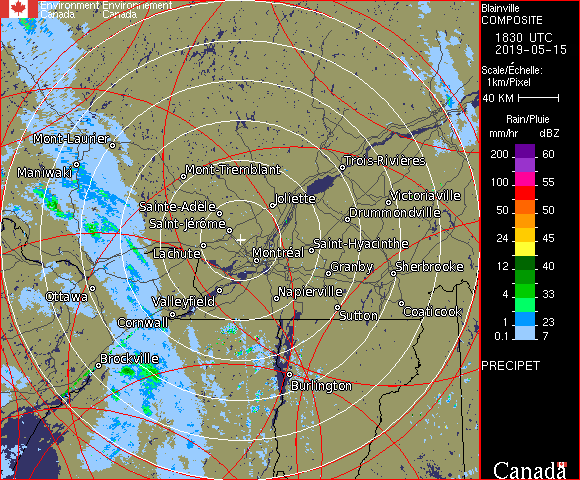 Environment Environnement
Canada Canada
Blainville
COMPOSITE
1830 UTC
2019-05-15
Scale/Échelle:
1km/Pixel
40 KM
Rain/Pluie
mm/hr dBZ
200 60
100 55
50 50
24 45
12 40
4 33
1 23
0.1 7
PRECIPET
Canada
Mont-Laurier
Maniwaki
Mont-Tremblant
Trois-Rivières
Joliette
Victoriaville
Sainte-Adèle
Drummondville
Saint-Jérôme
Saint-Hyacinthe
Lachute
Montréal
Granby
Sherbrooke
Ottawa
Valleyfield
Napierville
Coaticook
Cornwall
Sutton
Brockville
Burlington